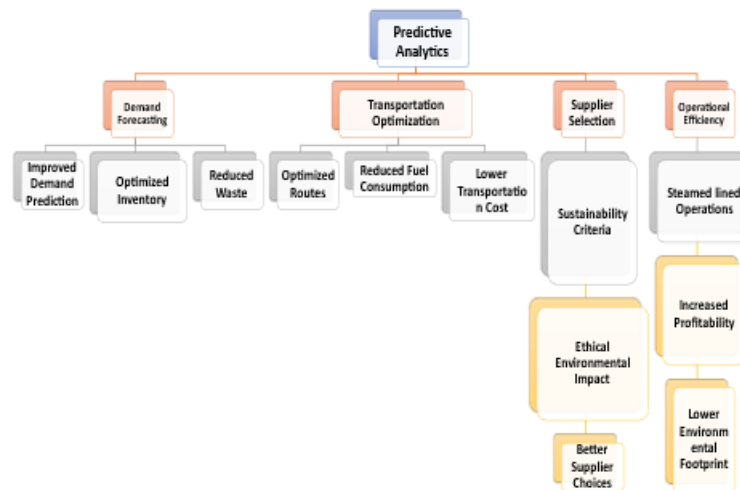 Predictive
Analytics
Demand
Forecasting
Transportation
Optimization
Supplier
Selection
Operational
Efficiency
Improved
Demand
Prediction
Optimized
Inventory
Reduced
Waste
Optimized
Routes
Reduced Fuel
Consumption
Lower
Transportatio
n Cost
Sustainability
Criteria
Steamed lined
Operations
Ethical
Environmental
Impact
Increased
Profitability
Better
Supplier
Choices
Lower
Environm
ental
Footprint